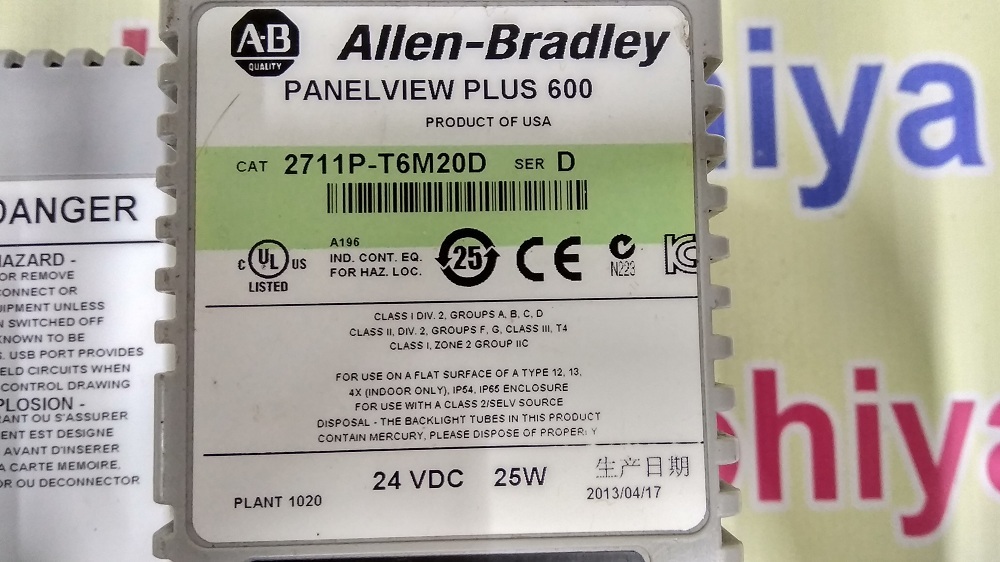 A-B
QUALITY
Allen-Bradley
PANELVIEW PLUS 600
PRODUCT OF USA
CAT 2711P-T6M20D SER D
A196
IND. CONT. EQ.
FOR HAZ. LOC.
C UL US
LISTED
25
CE
N223
CLASS I DIV. 2, GROUPS A, B, C, D
CLASS II, DIV. 2, GROUPS F, G, CLASS III, T4
CLASS I, ZONE 2 GROUP IIC
FOR USE ON A FLAT SURFACE OF A TYPE 12, 13,
4X (INDOOR ONLY), IP54, IP65 ENCLOSURE
FOR USE WITH A CLASS 2/SELV SOURCE
DISPOSAL - THE BACKLIGHT TUBES IN THIS PRODUCT
CONTAIN MERCURY, PLEASE DISPOSE OF PROPERLY
24 VDC 25W
生产日期
2013/04/17
PLANT 1020
DANGER
HAZARD -
OR REMOVE
CONNECT OR
UIPMENT UNLESS
N SWITCHED OFF
KNOWN TO BE
S. USB PORT PROVIDES
ELD CIRCUITS WHEN
CONTROL DRAWING
PLOSION -
RANT OU S'ASSURER
ENT EST DESIGNE
AVANT D'INSERER
A CARTE MEMOIRE,
OR OU DECONNECTOR
hiya
ehiya